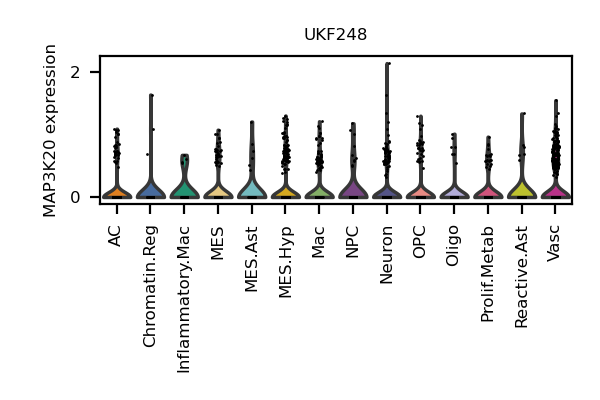 UKF248
MAP3K20 expression
2
0
AC
Chromatin.Reg
Inflammatory.Mac
MES
MES.Ast
MES.Hyp
Mac
NPC
Neuron
OPC
Oligo
Prolif.Metab
Reactive.Ast
Vasc